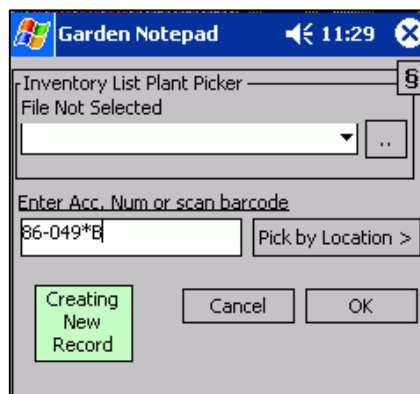 Garden Notepad 11:29
§
Inventory List Plant Picker
File Not Selected
..
Enter Acc. Num or scan barcode
86-049*B
Pick by Location >
Creating
New
Record
Cancel
OK